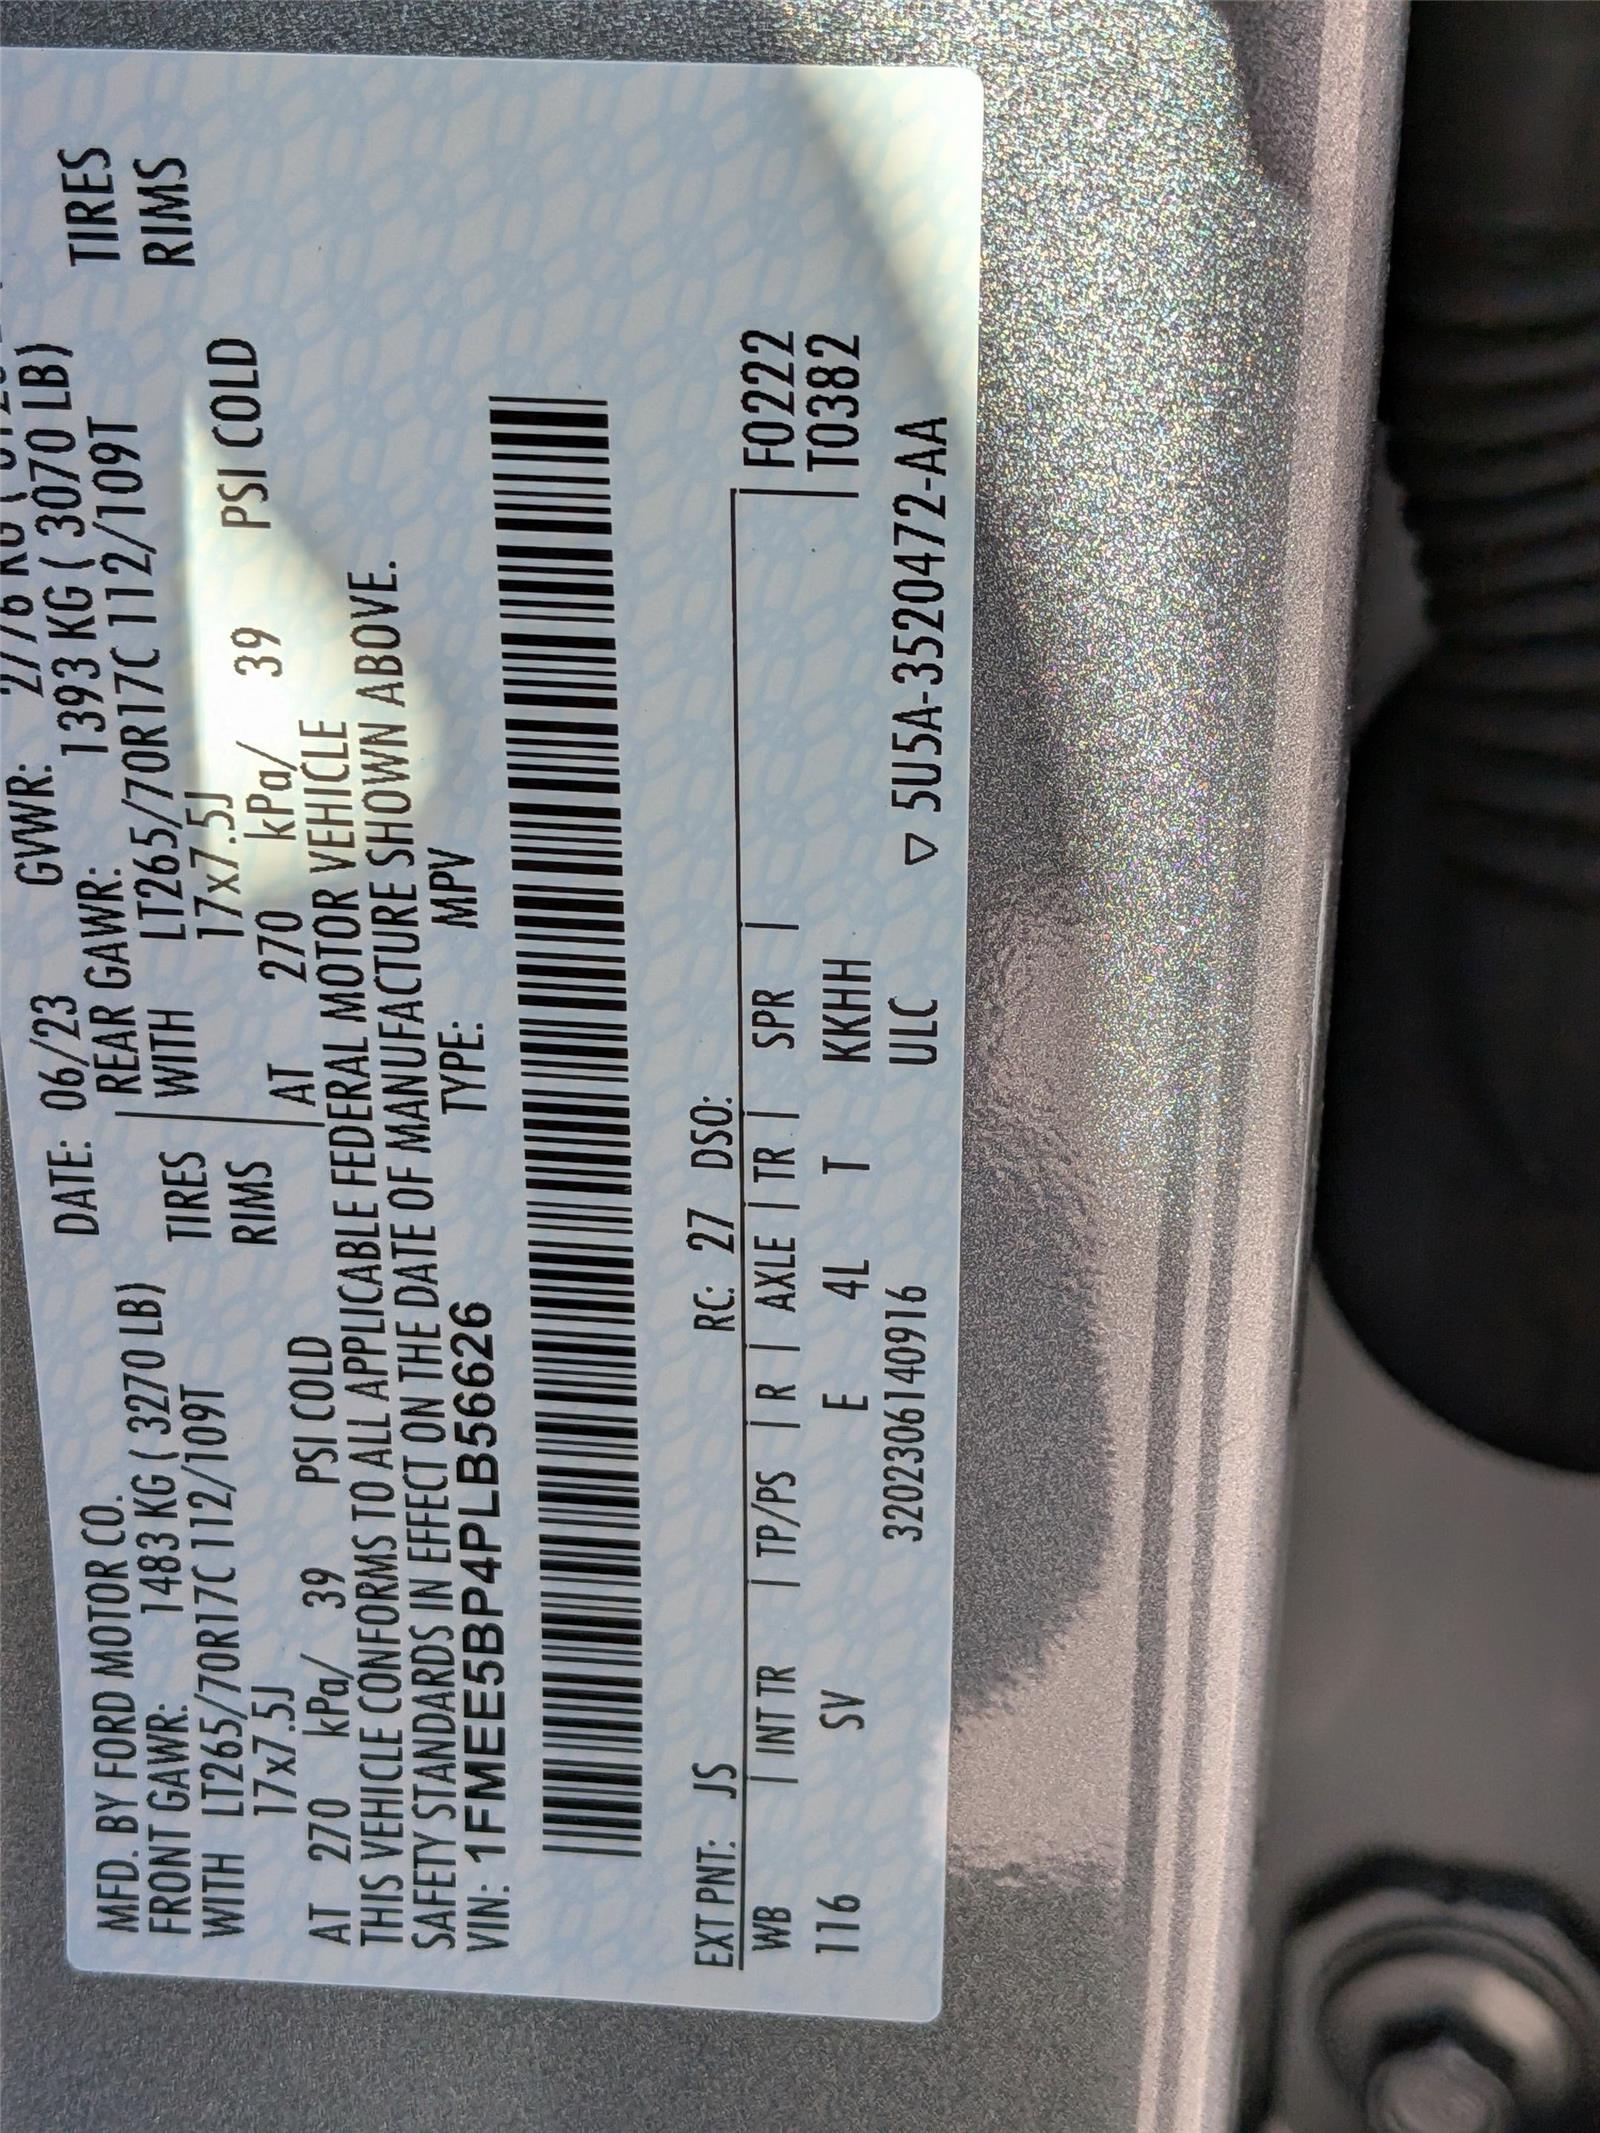 MFD. BY FORD MOTOR CO. DATE: 06/23 GVWR: 2776 KG (
FRONT GAWR: 1483 KG ( 3270 LB) REAR GAWR: 1393 KG ( 3070 LB)
WITH LT265/70R17C 112/109T TIRES WITH LT265/70R17C 112/109T TIRES
17x7.5J RIMS 17x7.5J RIMS
AT 270 kPa/ 39 PSI COLD AT 270 kPa/ 39 PSI COLD
THIS VEHICLE CONFORMS TO ALL APPLICABLE FEDERAL MOTOR VEHICLE
SAFETY STANDARDS IN EFFECT ON THE DATE OF MANUFACTURE SHOWN ABOVE.
VIN: 1FMEE5BP4PLB56626 TYPE: MPV
EXT PNT: JS RC: 27 DSO:
WB | INT TR | TP/PS | R | AXLE | TR | SPR | F0222
116 SV E 4L T KKHH T0382
3202306140916 ULC ▽ 5U5A-3520472-AA